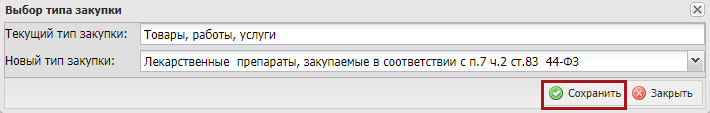 Выбор типа закупки
Текущий тип закупки: Товары, работы, услуги
Новый тип закупки: Лекарственные препараты, закупаемые в соответствии с п.7 ч.2 ст.83 44-ФЗ
Сохранить Закрыть